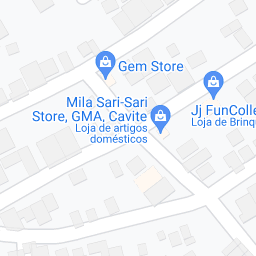 Gem Store
Mila Sari-Sari
Store, GMA, Cavite
Loja de artigos
domésticos
Jj FunColle
Loja de Brinq